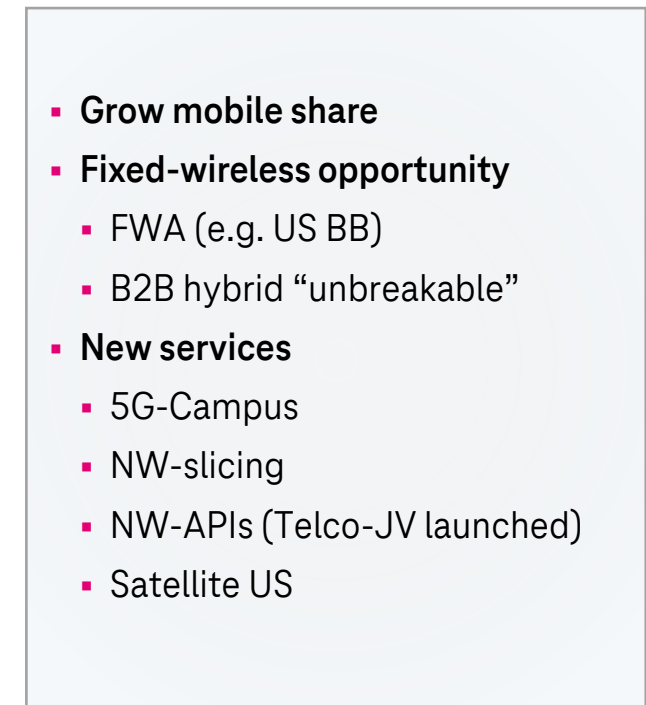 ▪ Grow mobile share
▪ Fixed-wireless opportunity
▪ FWA (e.g. US BB)
▪ B2B hybrid “unbreakable”
▪ New services
▪ 5G-Campus
▪ NW-slicing
▪ NW-APIs (Telco-JV launched)
▪ Satellite US